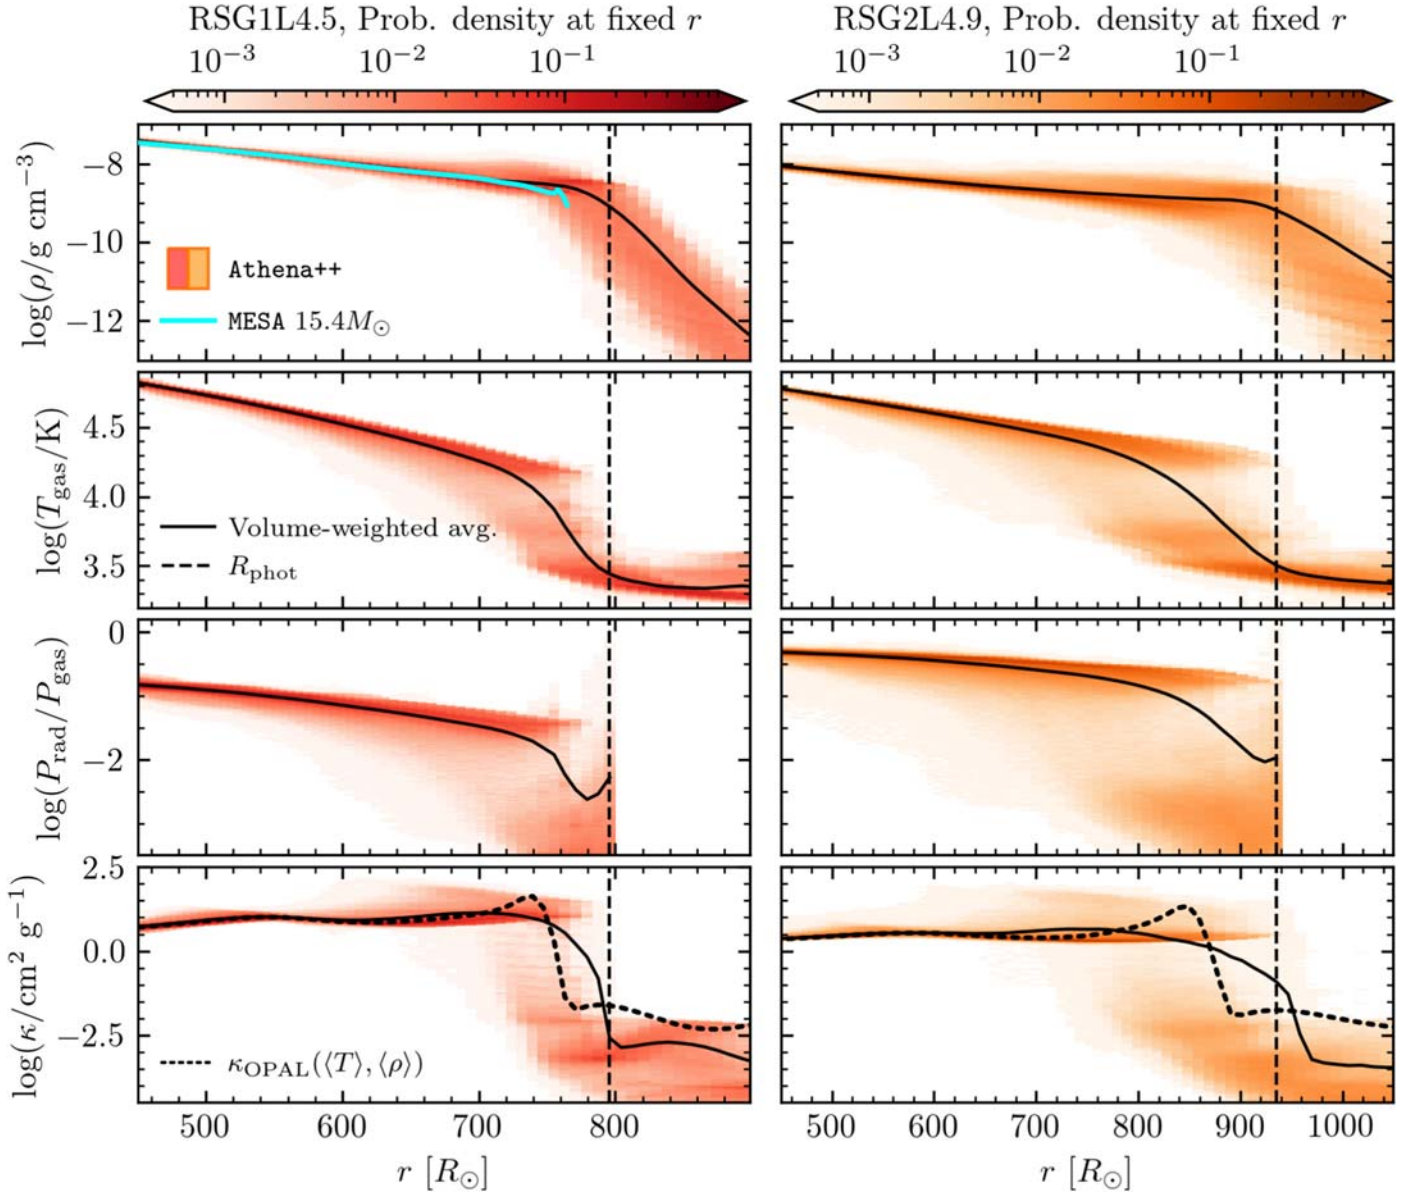 RSG1L4.5, Prob. density at fixed r
10⁻³ 10⁻² 10⁻¹
RSG2L4.9, Prob. density at fixed r
10⁻³ 10⁻² 10⁻¹
log(ρ/g cm⁻³)
−8
−10
−12
Athena++
MESA 15.4M⊙
log(T_gas/K)
4.5
4.0
3.5
Volume-weighted avg.
R_phot
log(P_rad/P_gas)
0
−2
log(κ/cm² g⁻¹)
2.5
0.0
−2.5
κ_OPAL(⟨T⟩, ⟨ρ⟩)
500 600 700 800
r [R⊙]
500 600 700 800 900 1000
r [R⊙]